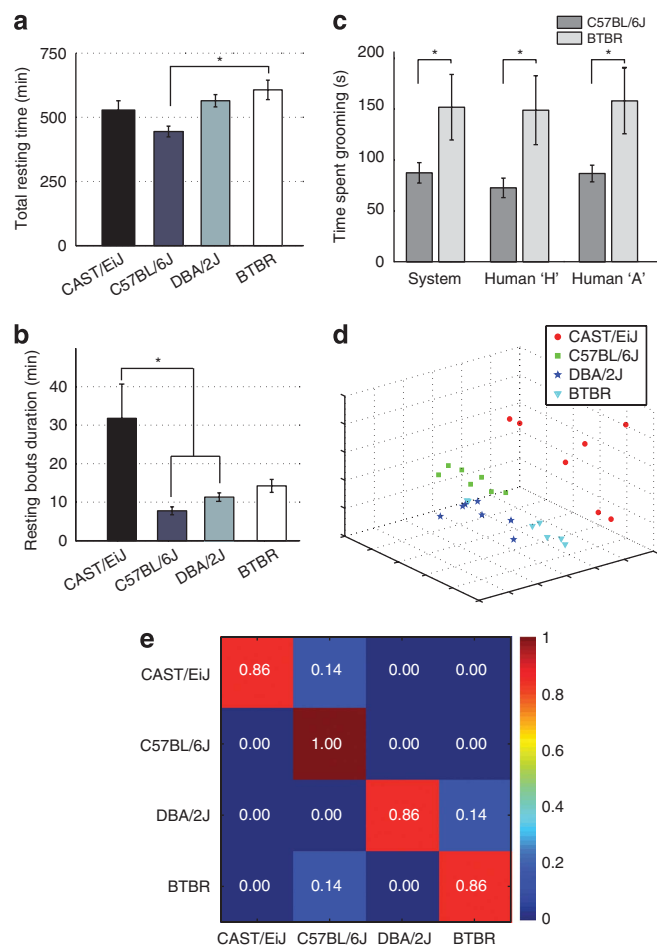 a
Total resting time (min)
750
500
250
0
*
CAST/EiJ
C57BL/6J
DBA/2J
BTBR
c
C57BL/6J
BTBR
Time spent grooming (s)
200
150
100
50
0
*
*
*
System
Human ‘H’
Human ‘A’
b
Resting bouts duration (min)
40
30
20
10
0
*
CAST/EiJ
C57BL/6J
DBA/2J
BTBR
d
CAST/EiJ
C57BL/6J
DBA/2J
BTBR
e
CAST/EiJ
0.86 0.14 0.00 0.00
C57BL/6J
0.00 1.00 0.00 0.00
DBA/2J
0.00 0.00 0.86 0.14
BTBR
0.00 0.14 0.00 0.86
CAST/EiJ C57BL/6J DBA/2J BTBR
1
0.8
0.6
0.4
0.2
0